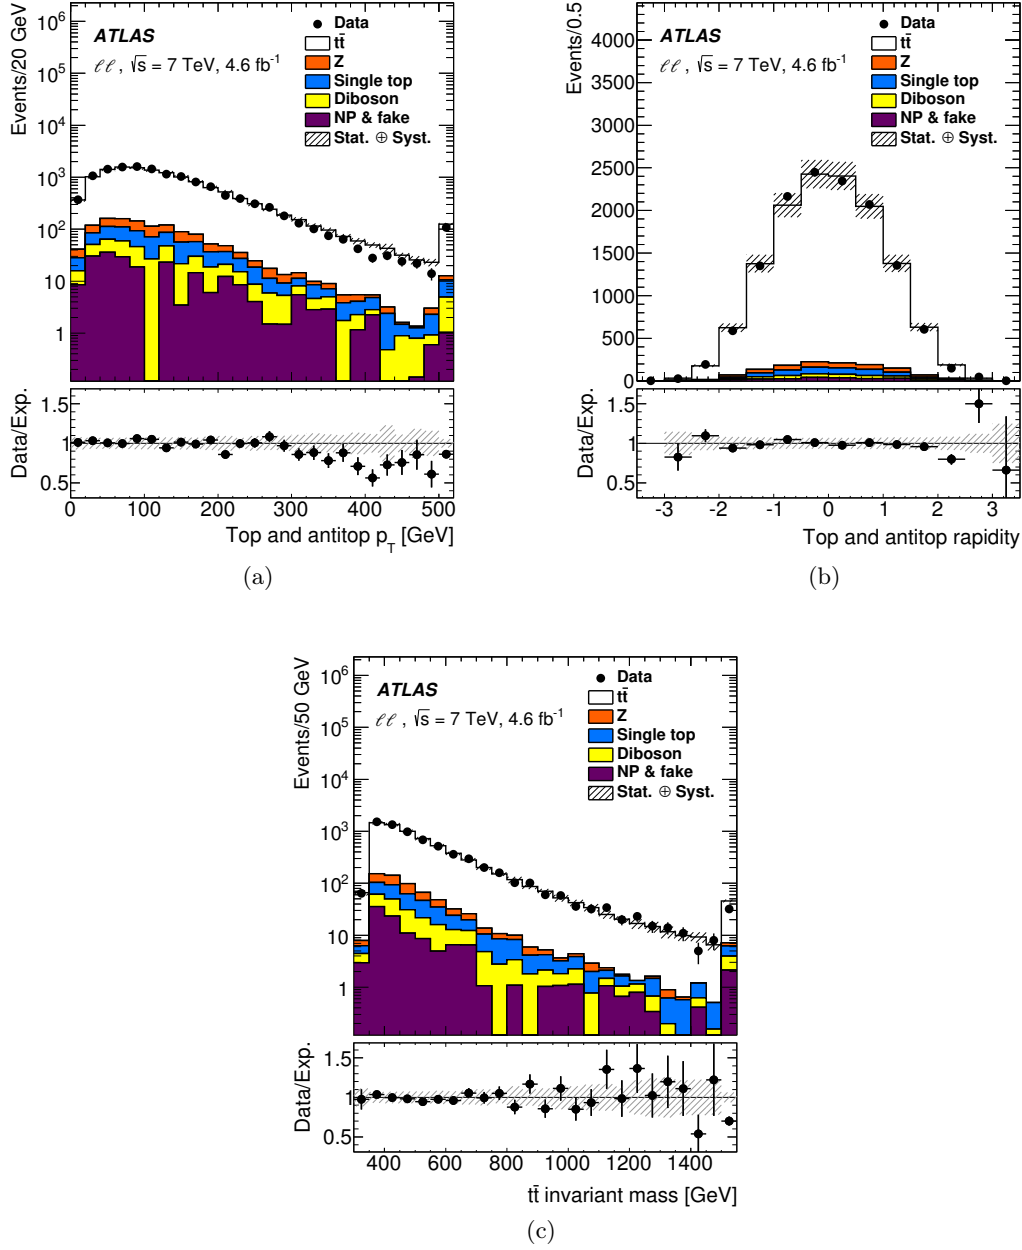 Events/20 GeV
10⁶
10⁵
10⁴
10³
10²
10
1
ATLAS
ℓℓ , √s = 7 TeV, 4.6 fb⁻¹
Data
tt̄
Z
Single top
Diboson
NP & fake
Stat. ⊕ Syst.
Data/Exp.
1.5
1
0.5
0 100 200 300 400 500
Top and antitop p_T [GeV]
(a)
Events/0.5
4000
3500
3000
2500
2000
1500
1000
500
0
ATLAS
ℓℓ , √s = 7 TeV, 4.6 fb⁻¹
Data
tt̄
Z
Single top
Diboson
NP & fake
Stat. ⊕ Syst.
Data/Exp.
1.5
1
0.5
-3 -2 -1 0 1 2 3
Top and antitop rapidity
(b)
Events/50 GeV
10⁶
10⁵
10⁴
10³
10²
10
1
ATLAS
ℓℓ , √s = 7 TeV, 4.6 fb⁻¹
Data
tt̄
Z
Single top
Diboson
NP & fake
Stat. ⊕ Syst.
Data/Exp.
1.5
1
0.5
400 600 800 1000 1200 1400
tt̄ invariant mass [GeV]
(c)